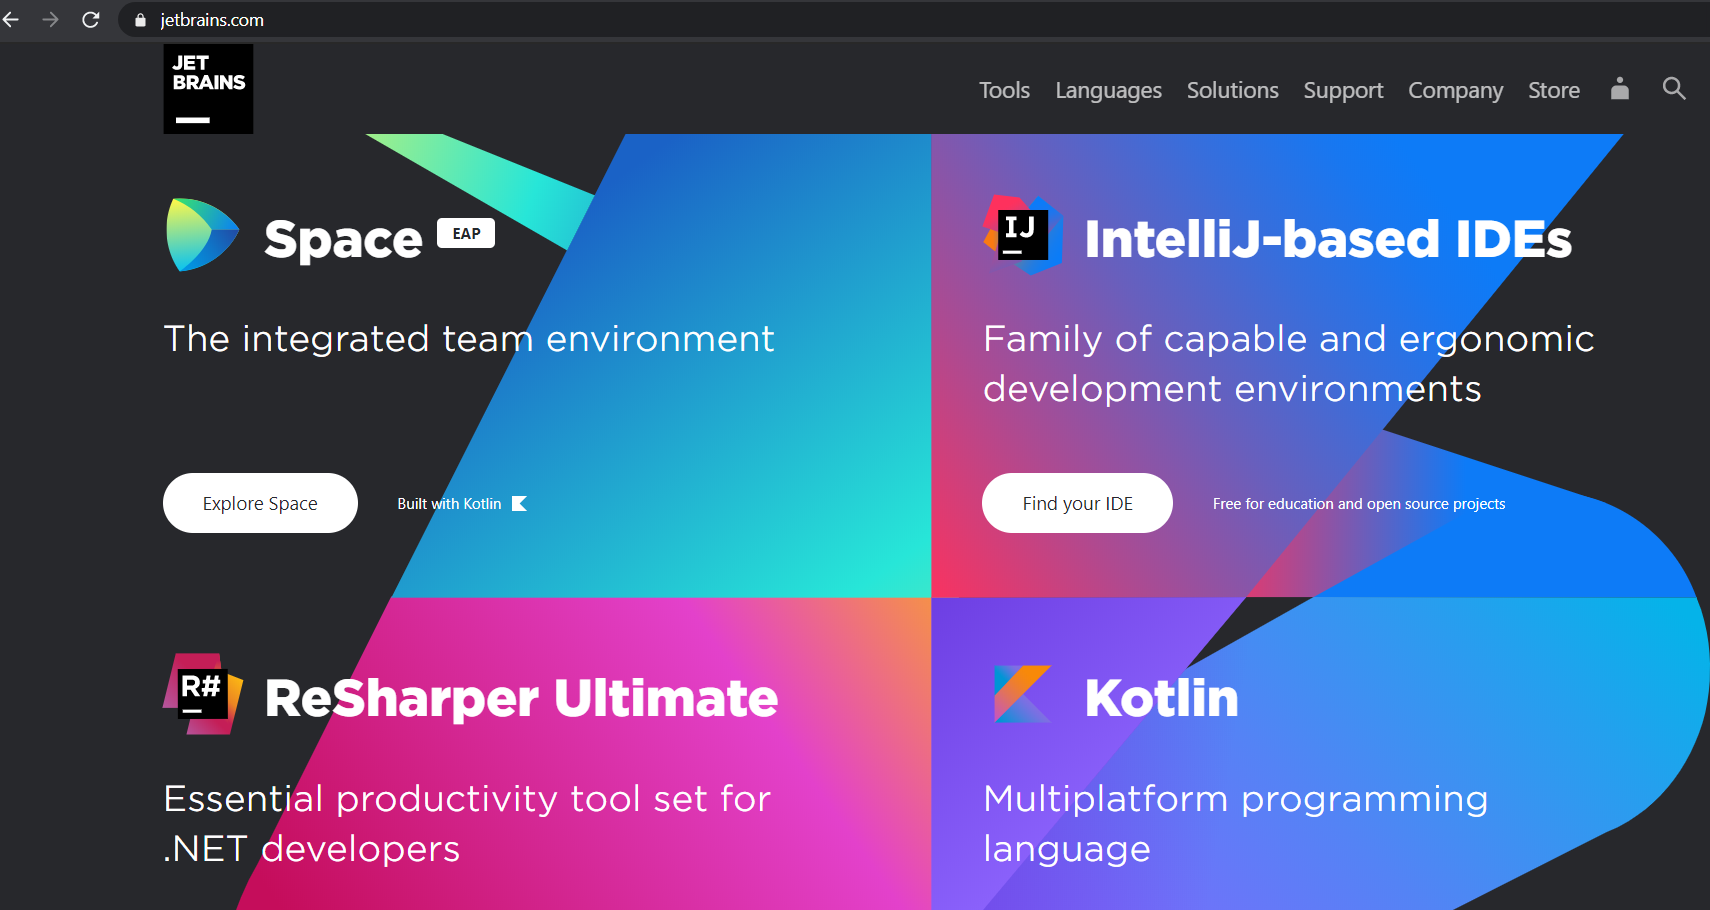 jetbrains.com
JET
BRAINS
Tools Languages Solutions Support Company Store
Space EAP
The integrated team environment
Explore Space Built with Kotlin
IJ
IntelliJ-based IDEs
Family of capable and ergonomic
development environments
Find your IDE Free for education and open source projects
R#
ReSharper Ultimate
Essential productivity tool set for
.NET developers
Kotlin
Multiplatform programming
language